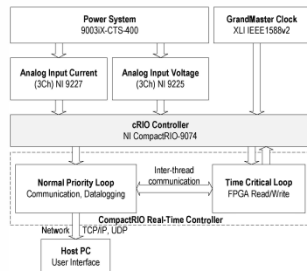 Power System
9003iX-CTS-400
GrandMaster Clock
XLI IEEE1588v2
Analog Input Current
(3Ch) NI 9227
Analog Input Voltage
(3Ch) NI 9225
cRIO Controller
NI CompactRIO-9074
Inter-thread
communication
Normal Priority Loop
Communication, Datalogging
Time Critical Loop
FPGA Read/Write
CompactRIO Real-Time Controller
Network TCP/IP, UDP
Host PC
User Interface